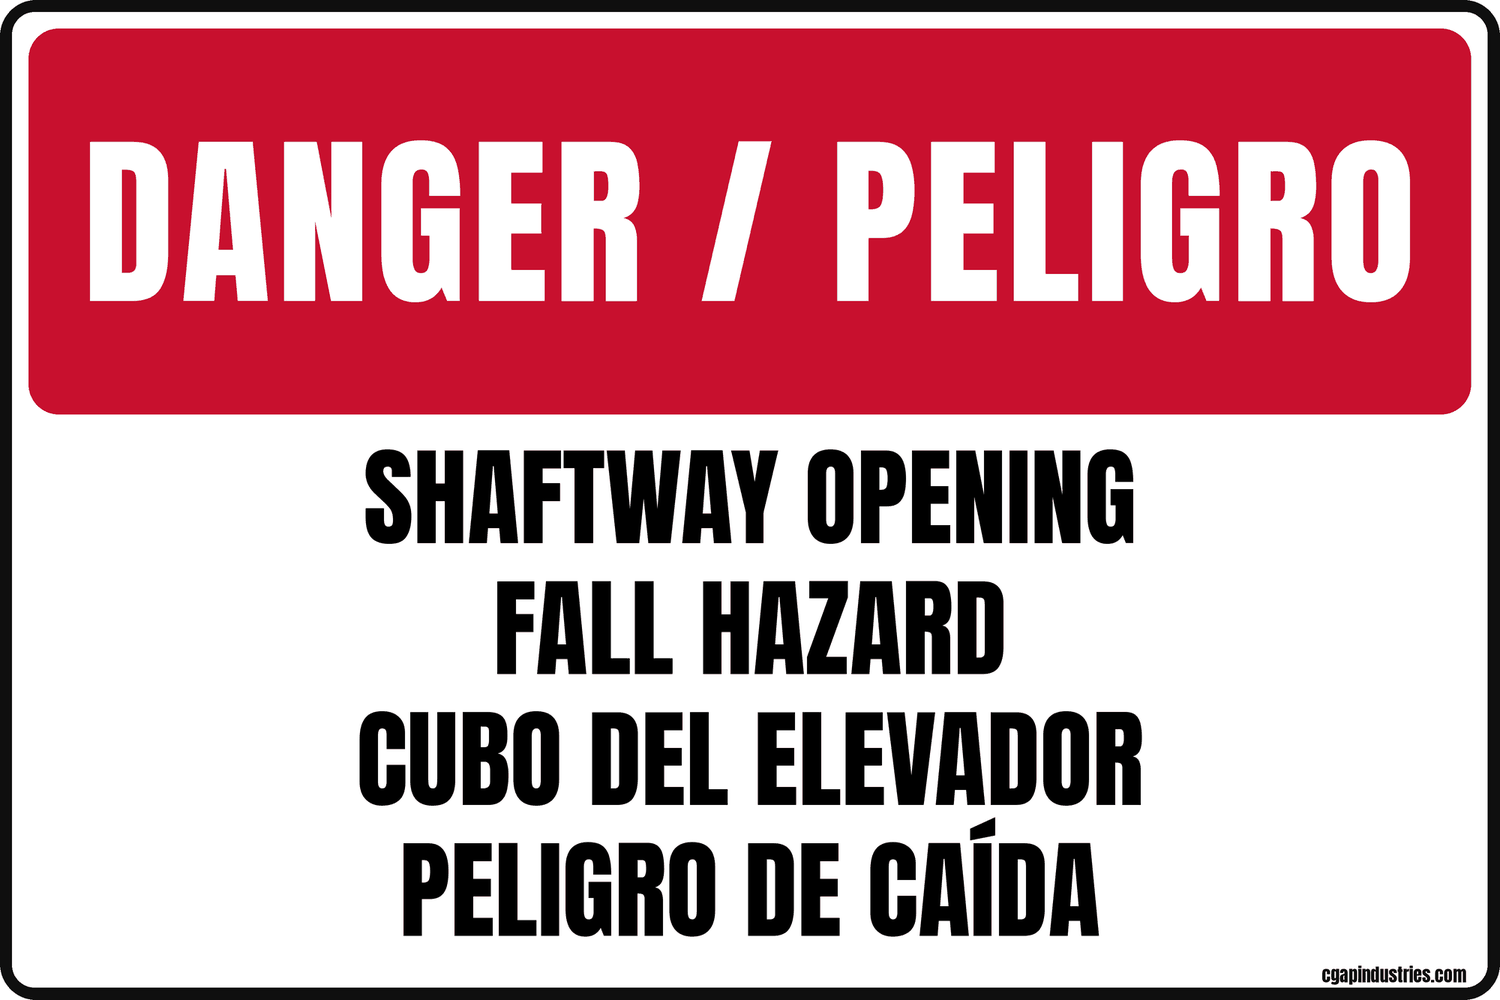 DANGER / PELIGRO
SHAFTWAY OPENING
FALL HAZARD
CUBO DEL ELEVADOR
PELIGRO DE CAÍDA
cgapindustries.com